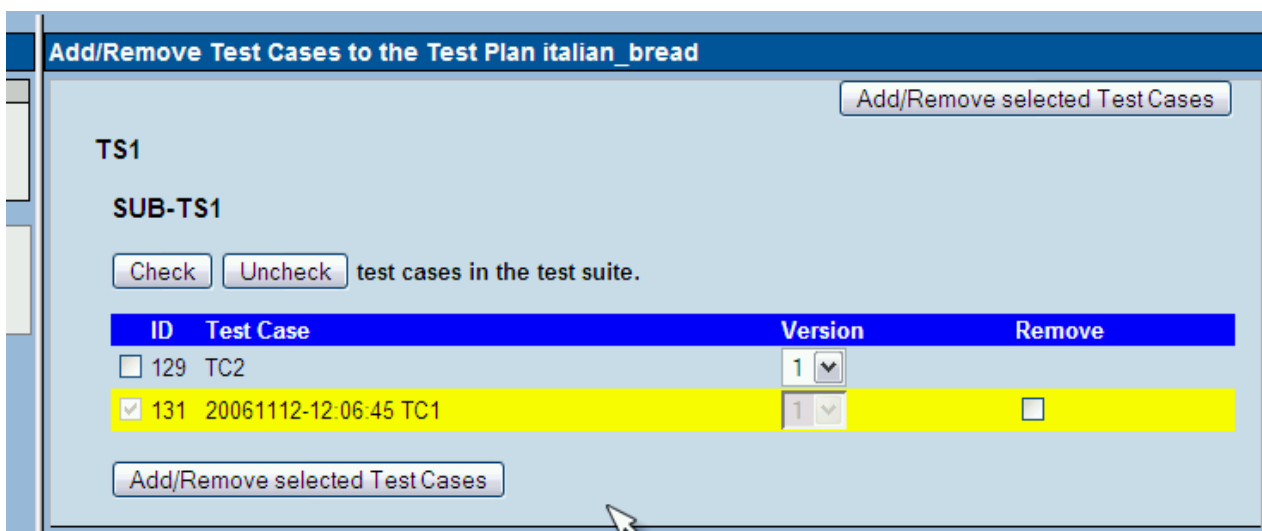 Add/Remove Test Cases to the Test Plan italian_bread
Add/Remove selected Test Cases
TS1
SUB-TS1
Check Uncheck test cases in the test suite.
ID Test Case Version Remove
129 TC2 1
131 20061112-12:06:45 TC1 1
Add/Remove selected Test Cases